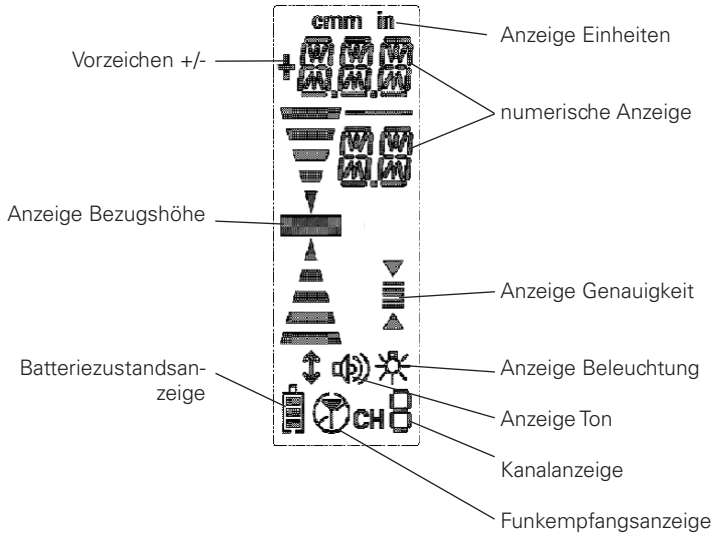 cmm in
Anzeige Einheiten
Vorzeichen +/-
+
numerische Anzeige
Anzeige Bezugshöhe
Anzeige Genauigkeit
Batteriezustandsan-
zeige
Anzeige Beleuchtung
Anzeige Ton
CH 8
Kanalanzeige
Funkempfangsanzeige